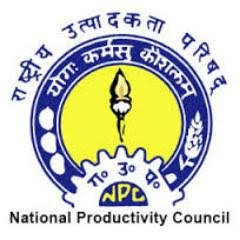 राष्ट्रीय उत्पादकता परिषद
योगः कर्मसु कौशलम्
रा० उ० प०
NPC
National Productivity Council